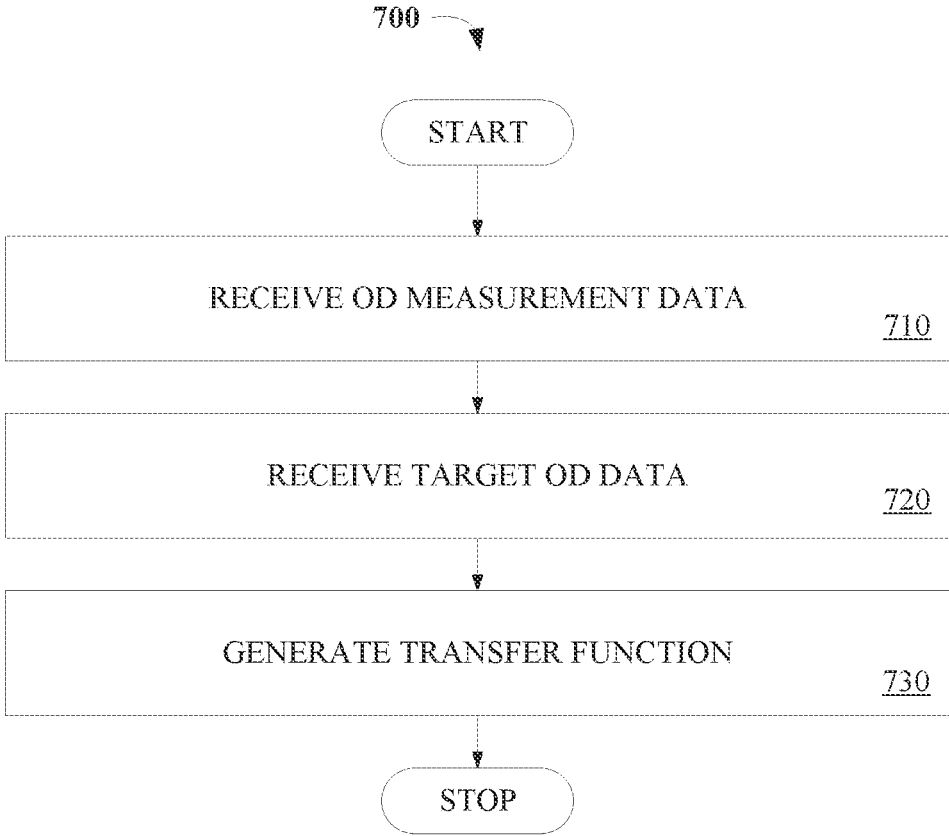 700
START
RECEIVE OD MEASUREMENT DATA
710
RECEIVE TARGET OD DATA
720
GENERATE TRANSFER FUNCTION
730
STOP